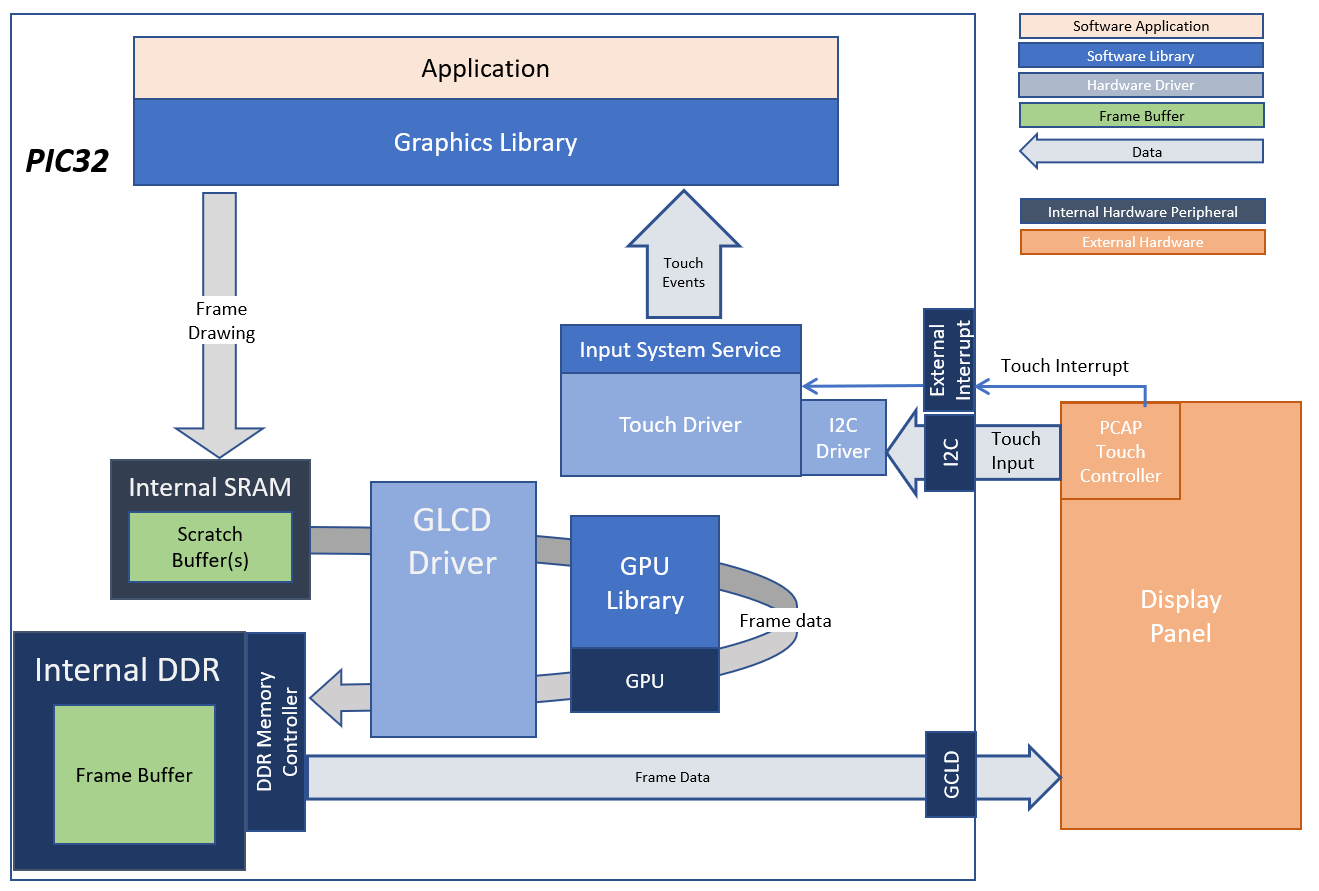 Application
Graphics Library
PIC32
Software Application
Software Library
Hardware Driver
Frame Buffer
Data
Internal Hardware Peripheral
External Hardware
Touch
Events
Frame
Drawing
Input System Service
Touch Driver
I2C
Driver
External
Interrupt
I2C
Touch Interrupt
Touch
Input
PCAP
Touch
Controller
Display
Panel
Internal SRAM
Scratch
Buffer(s)
GLCD
Driver
GPU
Library
GPU
Frame data
Internal DDR
Frame Buffer
DDR Memory
Controller
Frame Data
GCLD